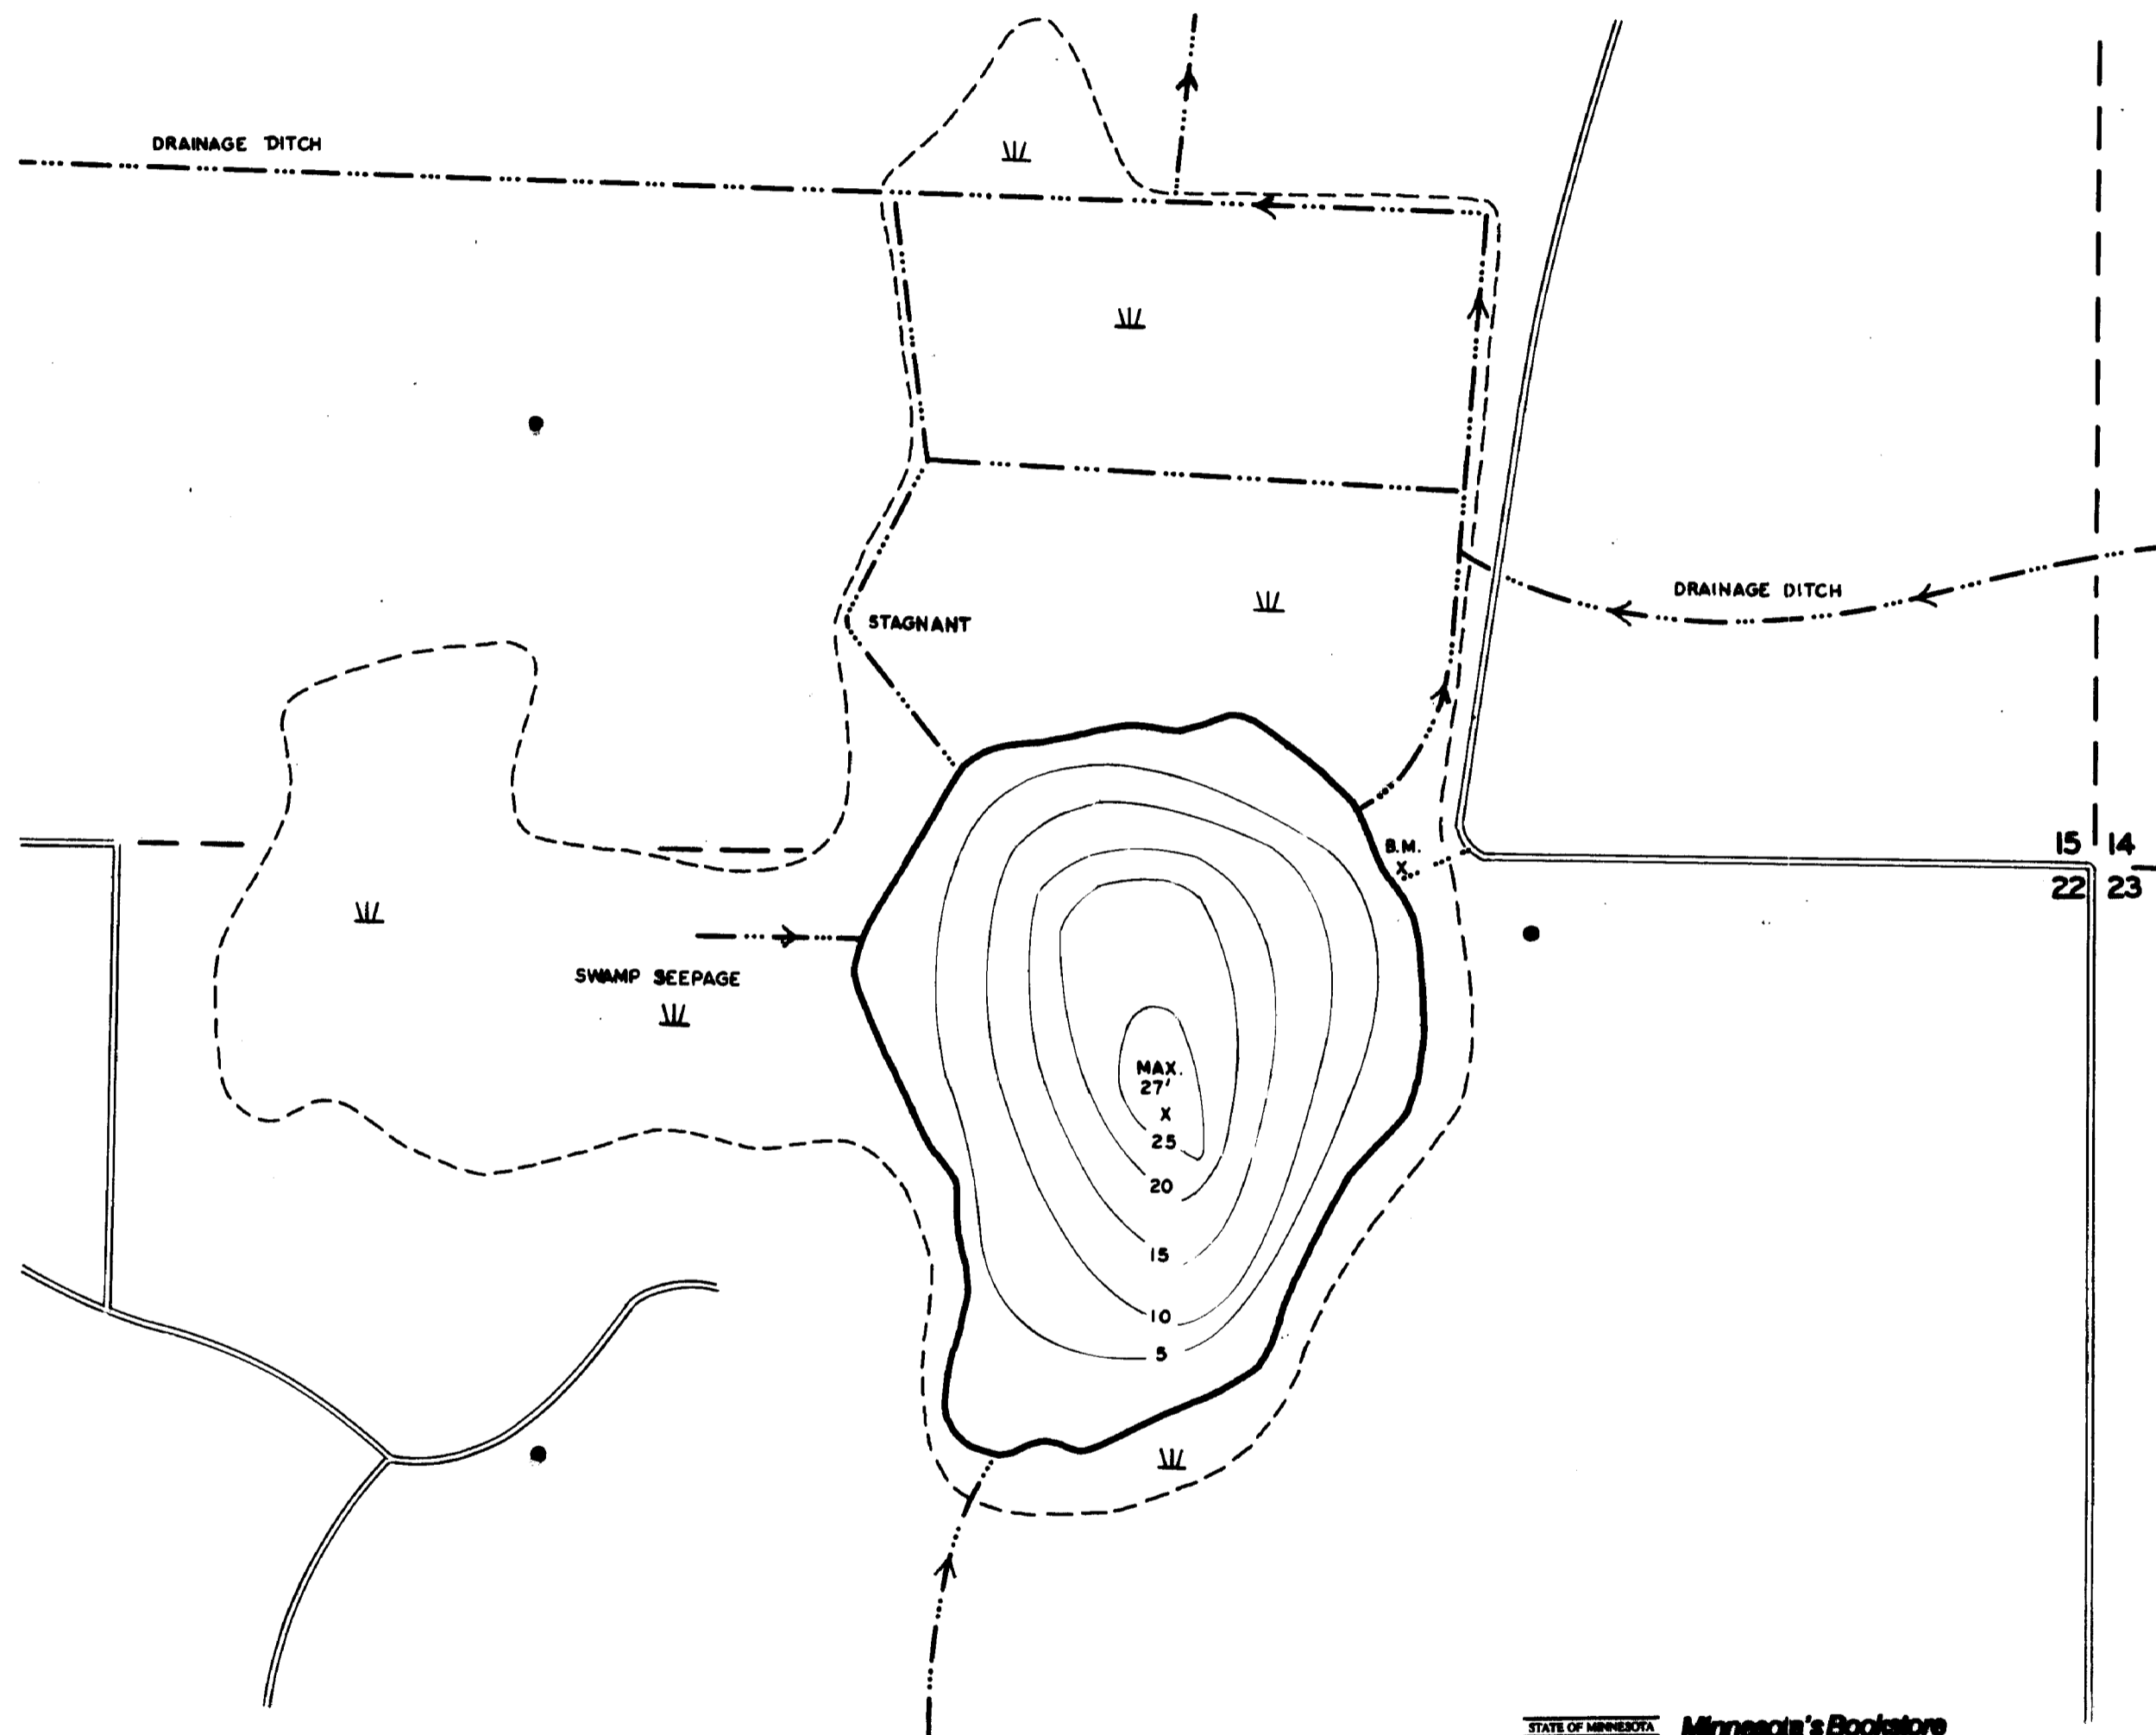 DRAINAGE DITCH
STAGNANT
DRAINAGE DITCH
B.M.
X
15 14
22 23
SWAMP SEEPAGE
MAX.
27'
X
25
20
15
10
5
STATE OF MINNESOTA
Minnesota's Bookstore